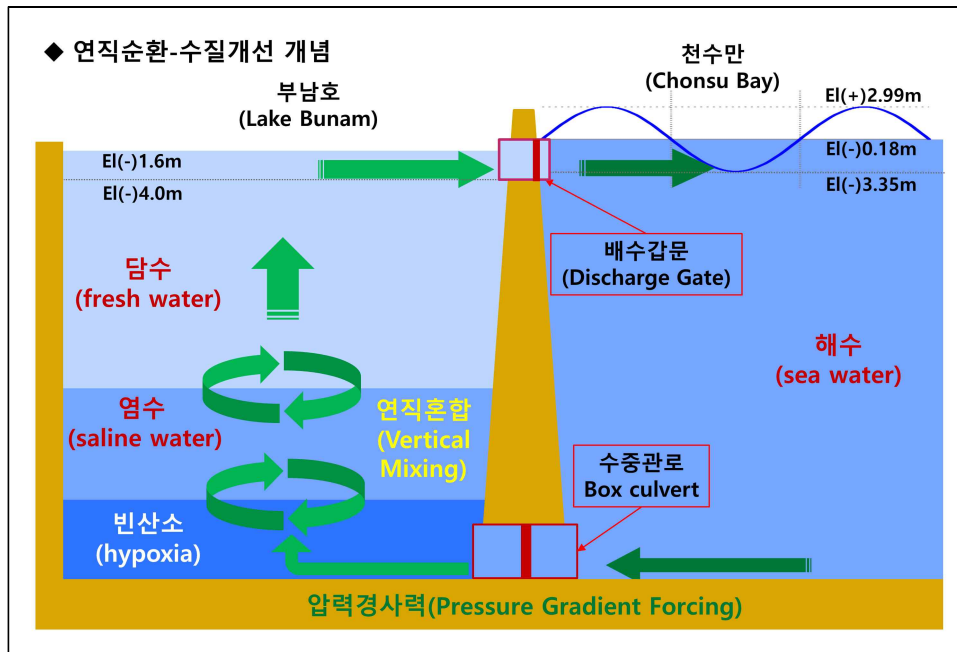 ◆ 연직순환-수질개선 개념
부남호
(Lake Bunam)
천수만
(Chonsu Bay)
El(+)2.99m
El(-)1.6m
El(-)0.18m
El(-)4.0m
El(-)3.35m
배수갑문
(Discharge Gate)
담수
(fresh water)
해수
(sea water)
염수
(saline water)
연직혼합
(Vertical
Mixing)
수중관로
Box culvert
빈산소
(hypoxia)
압력경사력(Pressure Gradient Forcing)